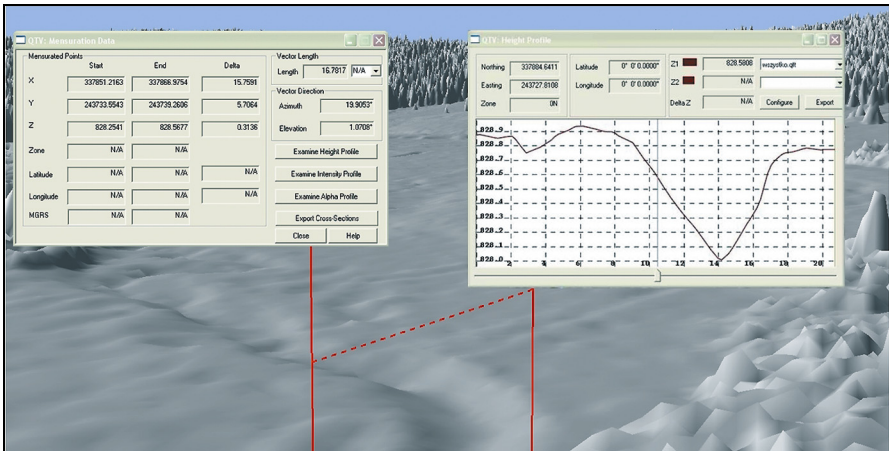 QTV: Mensuration Data
Mensurated Points
Start End Delta
X 337851.2163 337866.9754 15.7591
Y 243733.5543 243739.2606 5.7064
Z 828.2541 828.5677 0.3136
Zone N/A N/A
Latitude N/A N/A N/A
Longitude N/A N/A N/A
MGRS N/A N/A
Vector Length
Length 16.7817 N/A
Vector Direction
Azimuth 19.9053°
Elevation 1.0708°
Examine Height Profile
Examine Intensity Profile
Examine Alpha Profile
Export Cross-Sections
Close Help
QTV: Height Profile
Northing 337884.6411 Latitude 0° 0' 0.0000" Z1 828.5808 wszystko.qtt
Easting 243727.8108 Longitude 0° 0' 0.0000" Z2 N/A
Zone 0N Delta Z N/A Configure Export
828.9
828.8
828.7
828.6
828.5
828.4
828.3
828.2
828.1
828.0
2 4 6 8 10 12 14 16 18 20